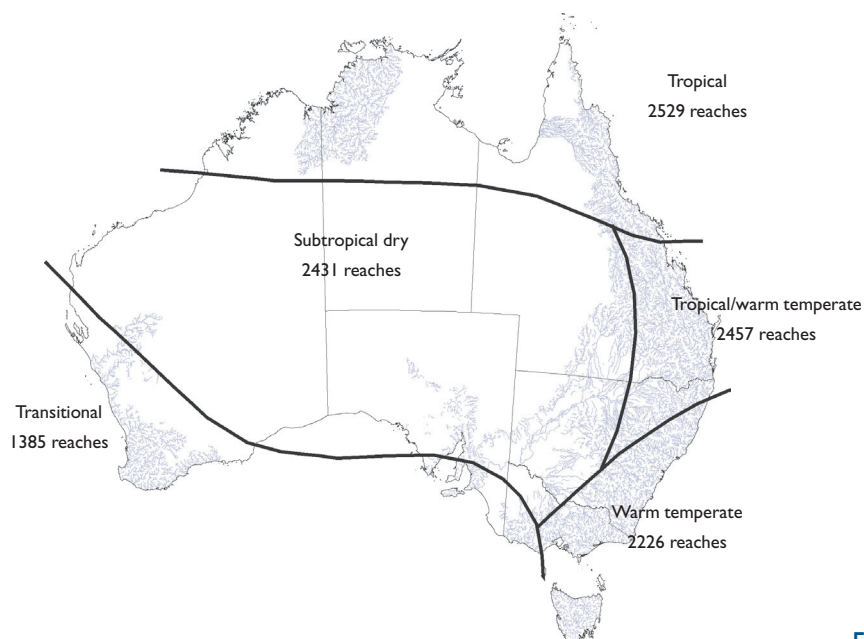 Tropical
2529 reaches
Subtropical dry
2431 reaches
Tropical/warm temperate
2457 reaches
Transitional
1385 reaches
Warm temperate
2226 reaches